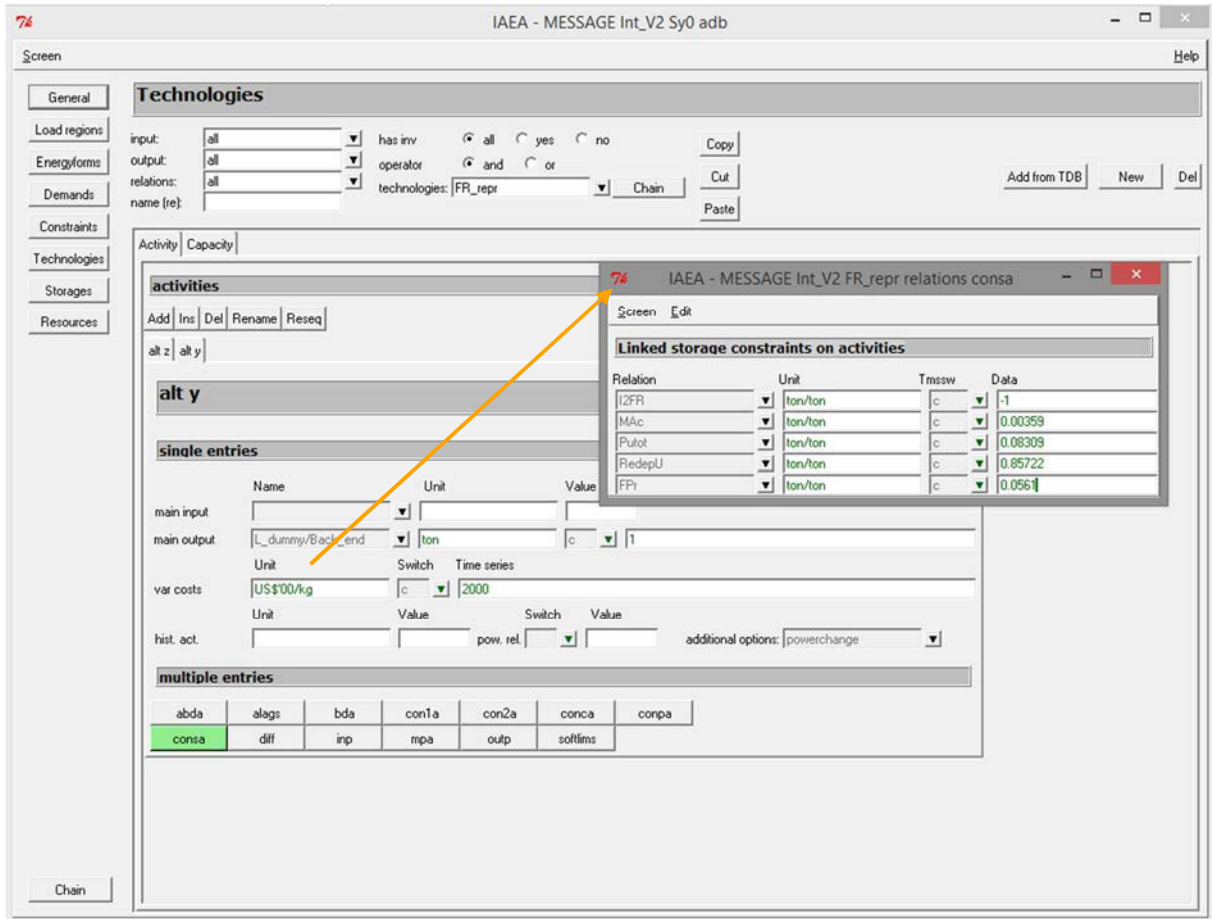 IAEA - MESSAGE Int_V2 Sy0 adb
Screen Help
General
Load regions
Energyforms
Demands
Constraints
Technologies
Storages
Resources
Chain
Technologies
input: all has inv all yes no Copy
output: all operator and or Cut
relations: all technologies: FR_repr Chain Paste
name (re):
Add from TDB New Del
Activity Capacity
activities
Add Ins Del Rename Reseq
alt z alt y
alt y
single entries
Name Unit Value
main input
main output L_dummy/Back_end ton c 1
Unit Switch Time series
var costs US$'00/kg c 2000
Unit Value Switch Value
hist. act. pow. rel. additional options: powerchange
multiple entries
abda alags bda con1a con2a conca conpa
consa diff inp mpa outp softlims
IAEA - MESSAGE Int_V2 FR_repr relations consa
Screen Edit
Linked storage constraints on activities
Relation Unit Tmssw Data
I2FR ton/ton c -1
MAc ton/ton c 0.00359
Putot ton/ton c 0.08309
RedepU ton/ton c 0.85722
FPr ton/ton c 0.0561